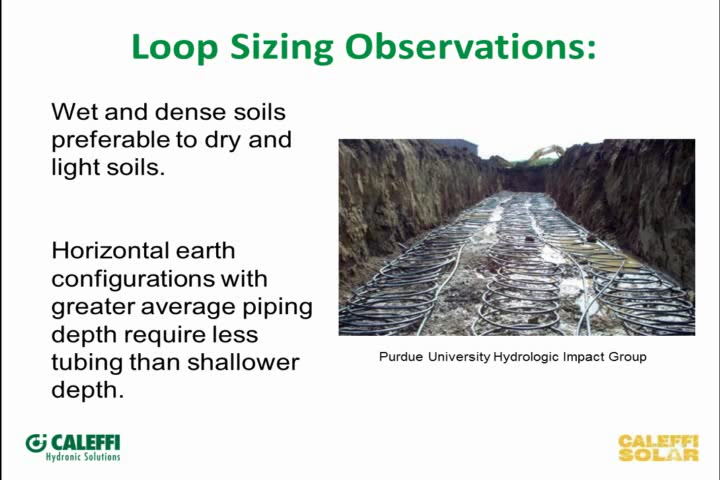 Loop Sizing Observations:
Wet and dense soils
preferable to dry and
light soils.
Horizontal earth
configurations with
greater average piping
depth require less
tubing than shallower
depth.
Purdue University Hydrologic Impact Group
CALEFFI
Hydronic Solutions
CALEFFI
SOLAR